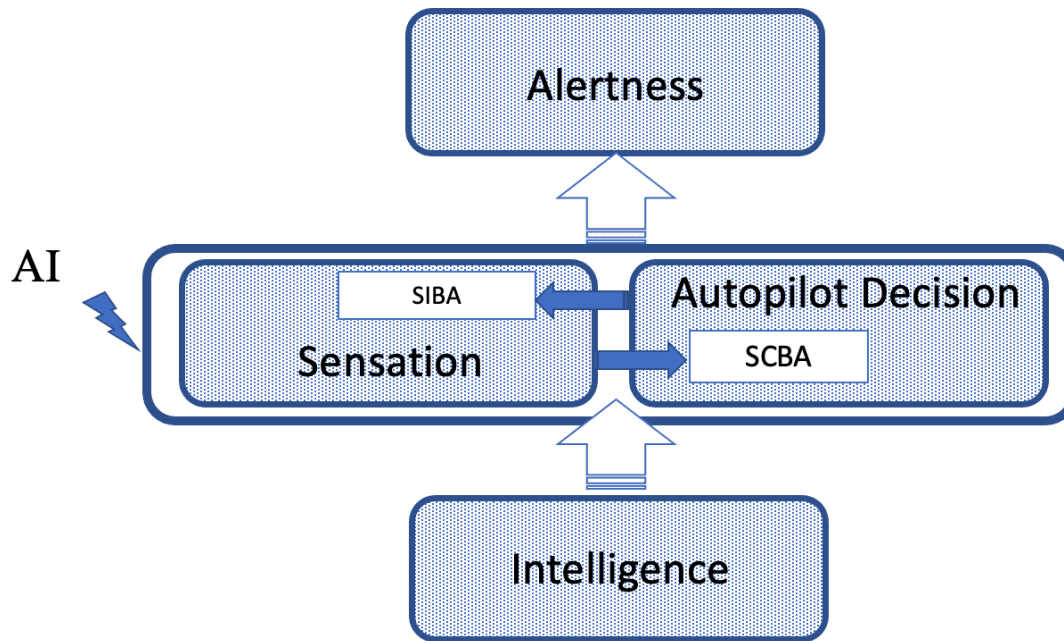 Alertness
AI
SIBA
Autopilot Decision
Sensation
SCBA
Intelligence